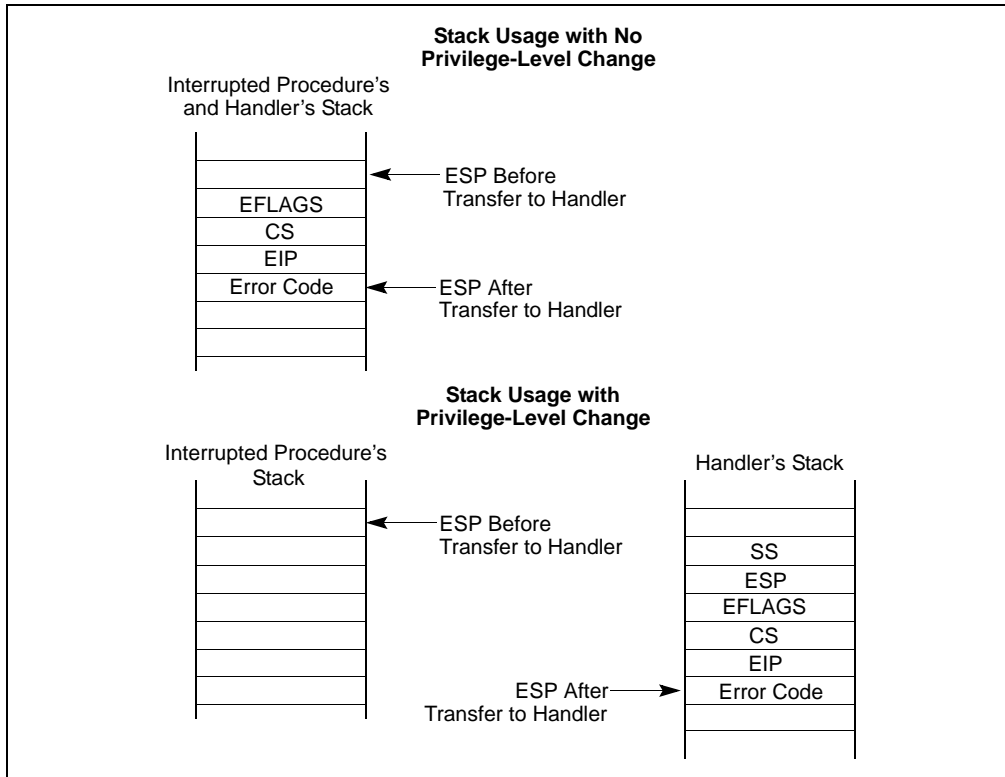 Stack Usage with No
Privilege-Level Change
Interrupted Procedure's
and Handler's Stack
ESP Before
Transfer to Handler
EFLAGS
CS
EIP
Error Code
ESP After
Transfer to Handler
Stack Usage with
Privilege-Level Change
Interrupted Procedure's
Stack
Handler's Stack
ESP Before
Transfer to Handler
SS
ESP
EFLAGS
CS
EIP
ESP After
Transfer to Handler
Error Code